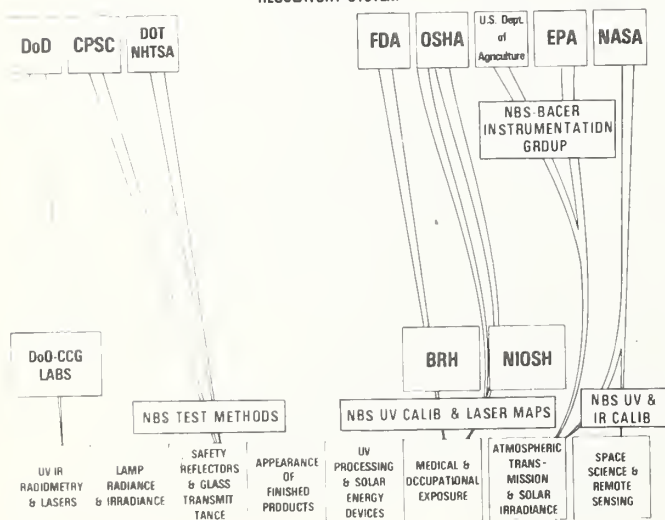 DoD
CPSC
DOT
NHTSA
FDA
OSHA
U.S. Dept.
of
Agriculture
EPA
NASA
NBS-BACER
INSTRUMENTATION
GROUP
DoD-CCG
LABS
BRH
NIOSH
NBS TEST METHODS
NBS UV CALIB & LASER MAPS
NBS UV &
IR CALIB
UV IR
RADIOMETRY
& LASERS
LAMP
RADIANCE
& IRRADIANCE
SAFETY
REFLECTORS
& GLASS
TRANSMIT
TANCE
APPEARANCE
OF
FINISHED
PRODUCTS
UV
PROCESSING
& SOLAR
ENERGY
DEVICES
MEDICAL &
OCCUPATIONAL
EXPOSURE
ATMOSPHERIC
TRANS-
MISSION
& SOLAR
IRRADIANCE
SPACE
SCIENCE &
REMOTE
SENSING